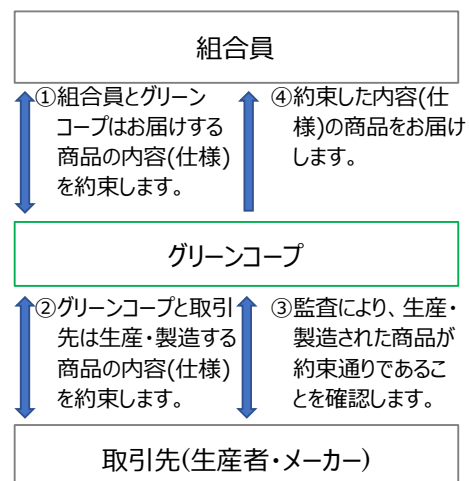 組合員
①組合員とグリーン
コープはお届けする
商品の内容(仕様)
を約束します。
④約束した内容(仕
様)の商品をお届け
します。
グリーンコープ
②グリーンコープと取引
先は生産・製造する
商品の内容(仕様)
を約束します。
③監査により、生産・
製造された商品が
約束通りであるこ
とを確認します。
取引先(生産者・メーカー)